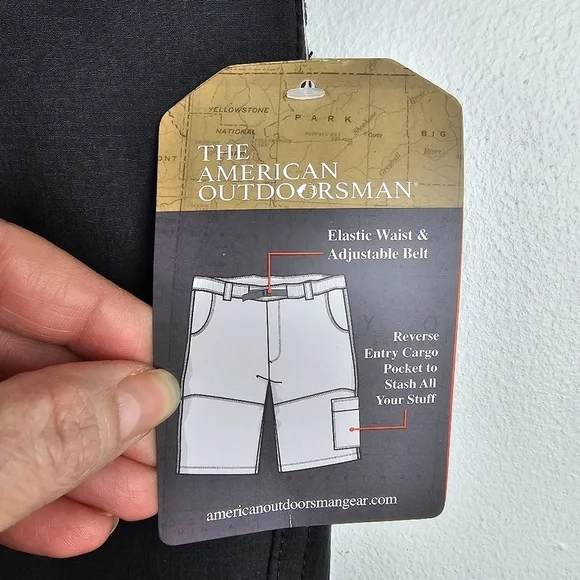 YELLOWSTONE
PARK
NATIONAL
Cody
BIG
THE
AMERICAN
OUTDOORSMAN®
Elastic Waist &
Adjustable Belt
Reverse
Entry Cargo
Pocket to
Stash All
Your Stuff
americanoutdoorsmangear.com